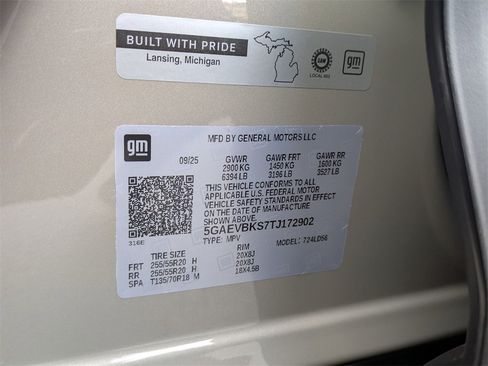 BUILT WITH PRIDE
Lansing, Michigan
UAW
LOCAL 602
gm
gm
MFD BY GENERAL MOTORS LLC
09/25 GVWR GAWR FRT GAWR RR
2900 KG 1450 KG 1600 KG
6394 LB 3196 LB 3527 LB
THIS VEHICLE CONFORMS TO ALL
APPLICABLE U.S. FEDERAL MOTOR
VEHICLE SAFETY STANDARDS IN
EFFECT ON THE DATE OF MANUFACTURE
SHOWN ABOVE.
5GAEVBKS7TJ172902
316E TYPE: MPV MODEL: 724LD56
TIRE SIZE RIM
FRT 255/55R20 H 20X8J
RR 255/55R20 H 20X8J
SPA T135/70R18 M 18X4.5B